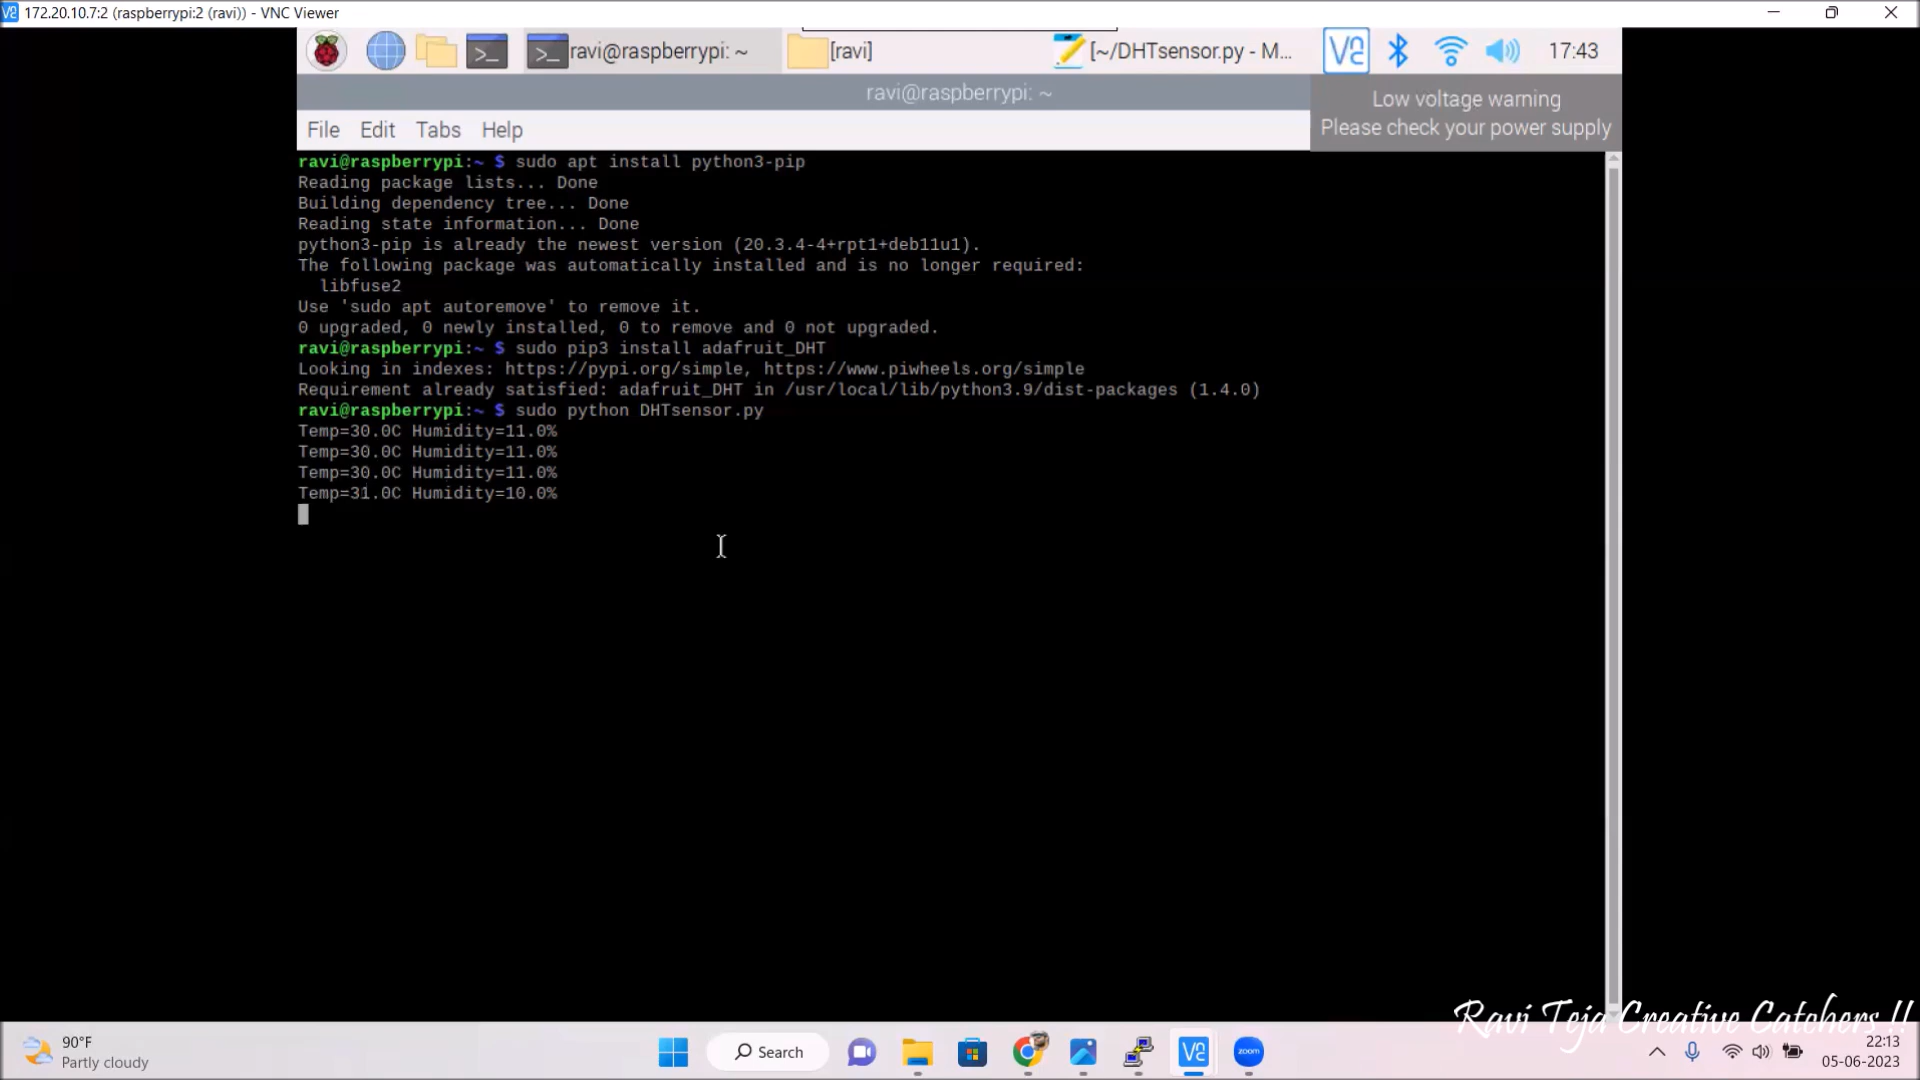 172.20.10.7:2 (raspberrypi:2 (ravi)) - VNC Viewer
ravi@raspberrypi: ~
[ravi]
[~/DHTsensor.py - M...
17:43
ravi@raspberrypi: ~
Low voltage warning
Please check your power supply
File Edit Tabs Help
ravi@raspberrypi:~ $ sudo apt install python3-pip
Reading package lists... Done
Building dependency tree... Done
Reading state information... Done
python3-pip is already the newest version (20.3.4-4+rpt1+deb11u1).
The following package was automatically installed and is no longer required:
libfuse2
Use 'sudo apt autoremove' to remove it.
0 upgraded, 0 newly installed, 0 to remove and 0 not upgraded.
ravi@raspberrypi:~ $ sudo pip3 install adafruit_DHT
Looking in indexes: https://pypi.org/simple, https://www.piwheels.org/simple
Requirement already satisfied: adafruit_DHT in /usr/local/lib/python3.9/dist-packages (1.4.0)
ravi@raspberrypi:~ $ sudo python DHTsensor.py
Temp=30.0C Humidity=11.0%
Temp=30.0C Humidity=11.0%
Temp=30.0C Humidity=11.0%
Temp=31.0C Humidity=10.0%
Ravi Teja Creative Catchers !!
90°F
Partly cloudy
Search
zoom
22:13
05-06-2023